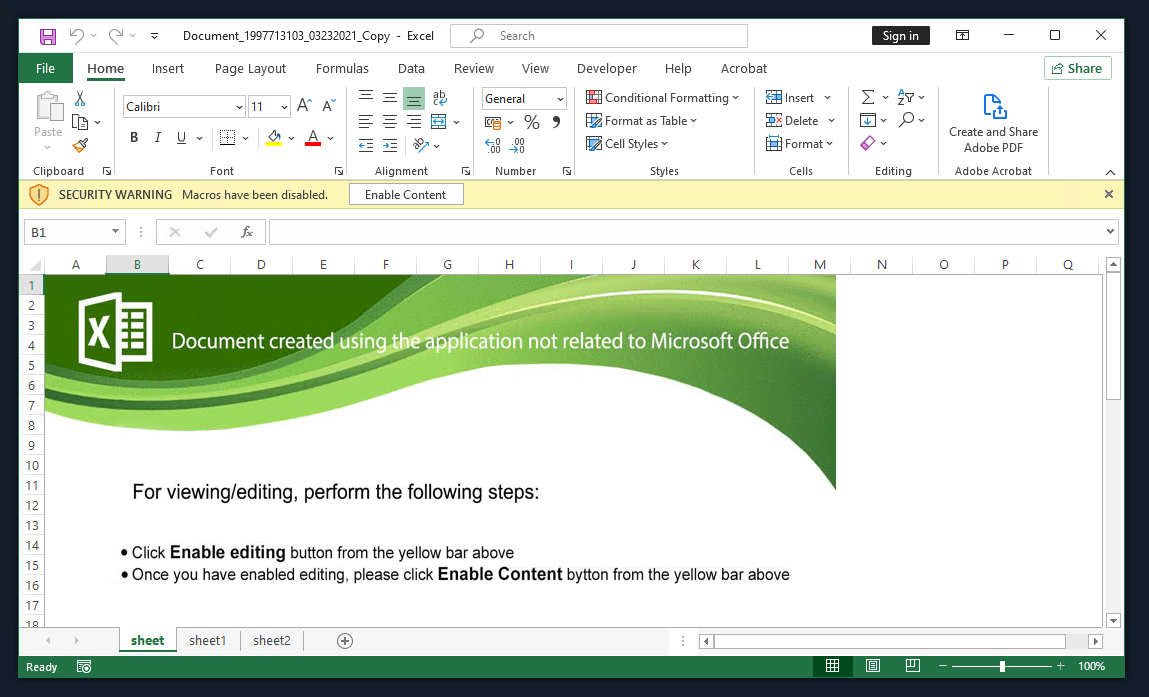 Document_1997713103_03232021_Copy - Excel
Search
Sign in
File Home Insert Page Layout Formulas Data Review View Developer Help Acrobat Share
Paste
Calibri 11
B I U A
A A
ab
General
% 9
.00
.00
Conditional Formatting
Format as Table
Cell Styles
Insert
Delete
Format
Create and Share
Adobe PDF
Clipboard Font Alignment Number Styles Cells Editing Adobe Acrobat
SECURITY WARNING Macros have been disabled. Enable Content
B1 fx
A B C D E F G H I J K L M N O P Q
1
2
3
4
5
6
7
8
9
10
11
12
13
14
15
16
17
18
X
Document created using the application not related to Microsoft Office
For viewing/editing, perform the following steps:
• Click Enable editing button from the yellow bar above
• Once you have enabled editing, please click Enable Content bytton from the yellow bar above
sheet sheet1 sheet2
Ready 100%